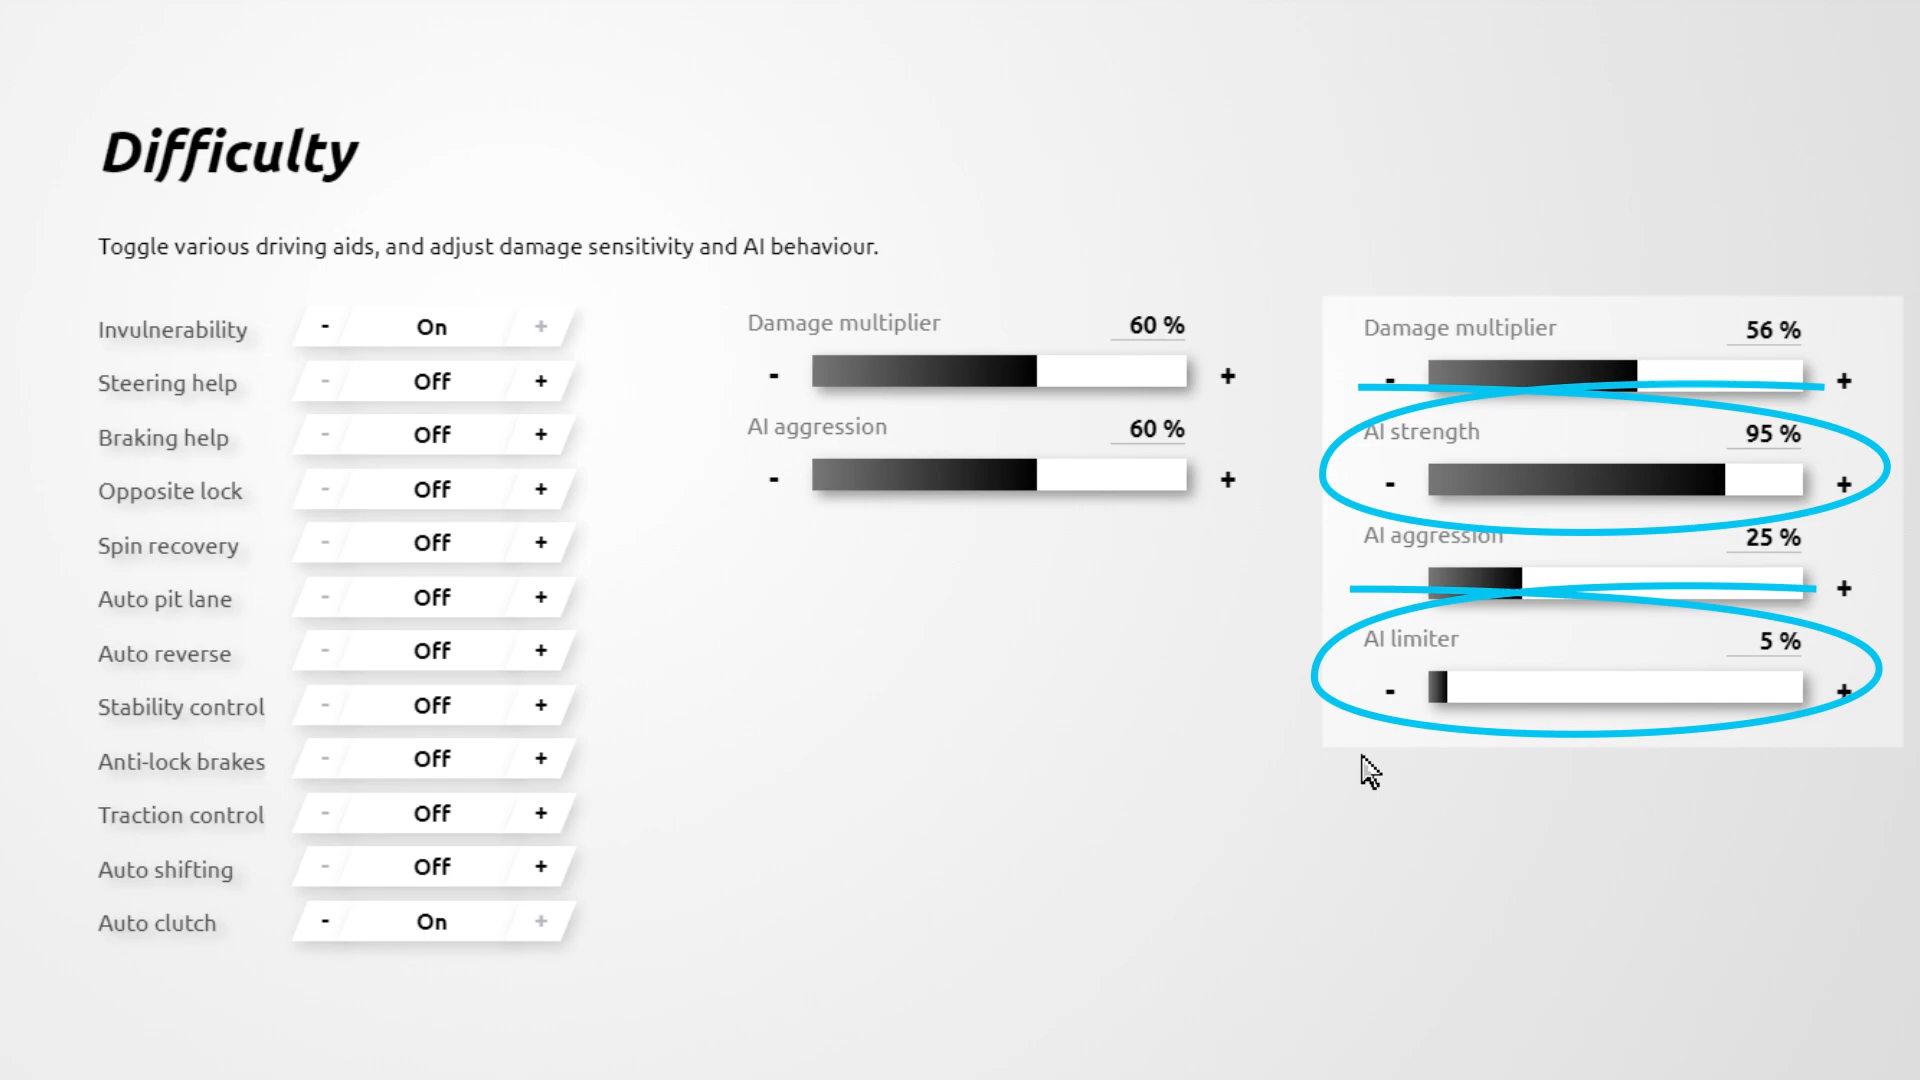 Difficulty
Toggle various driving aids, and adjust damage sensitivity and AI behaviour.
Invulnerability - On +
Steering help - Off +
Braking help - Off +
Opposite lock - Off +
Spin recovery - Off +
Auto pit lane - Off +
Auto reverse - Off +
Stability control - Off +
Anti-lock brakes - Off +
Traction control - Off +
Auto shifting - Off +
Auto clutch - On +
Damage multiplier 60 %
- +
AI aggression 60 %
- +
Damage multiplier 56 %
- +
AI strength 95 %
- +
AI aggression 25 %
+
AI limiter 5 %
- +